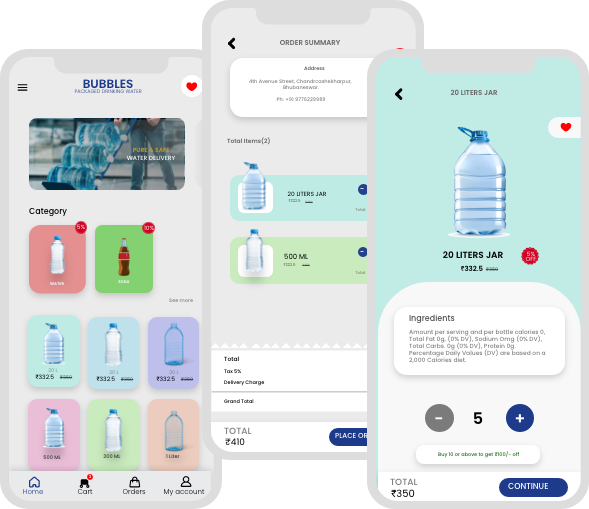 BUBBLES
PACKAGED DRINKING WATER
PURE & SAFE
WATER DELIVERY
Category
5%
10%
WATER
SODA
See more
20 L
₹332.5 ₹350
20 L
₹332.5 ₹350
20 L
₹332.5 ₹350
500 ML
200 ML
1 Liter
Home
Cart
Orders
My account
ORDER SUMMARY
Address
4th Avenue Street, Chandrashekharpur,
Bhubaneswar.
Ph: +91 9776229989
Total Items(2)
20 LITERS JAR
₹332.5
Total
500 ML
₹332.5
Total
Total
Tax 5%
Delivery Charge
Grand Total
TOTAL
₹410
PLACE OR
20 LITERS JAR
20 LITERS JAR
5%
OFF
₹332.5 ₹350
Ingredients
Amount per serving and per bottle calories 0,
Total Fat 0g, (0% DV), Sodium Omg (0% DV),
Total Carbs. 0g (0% DV), Protein 0g.
Percentage Daily Values (DV) are based on a
2,000 Calories diet.
- 5 +
Buy 10 or above to get ₹100/- off
TOTAL
₹350
CONTINUE